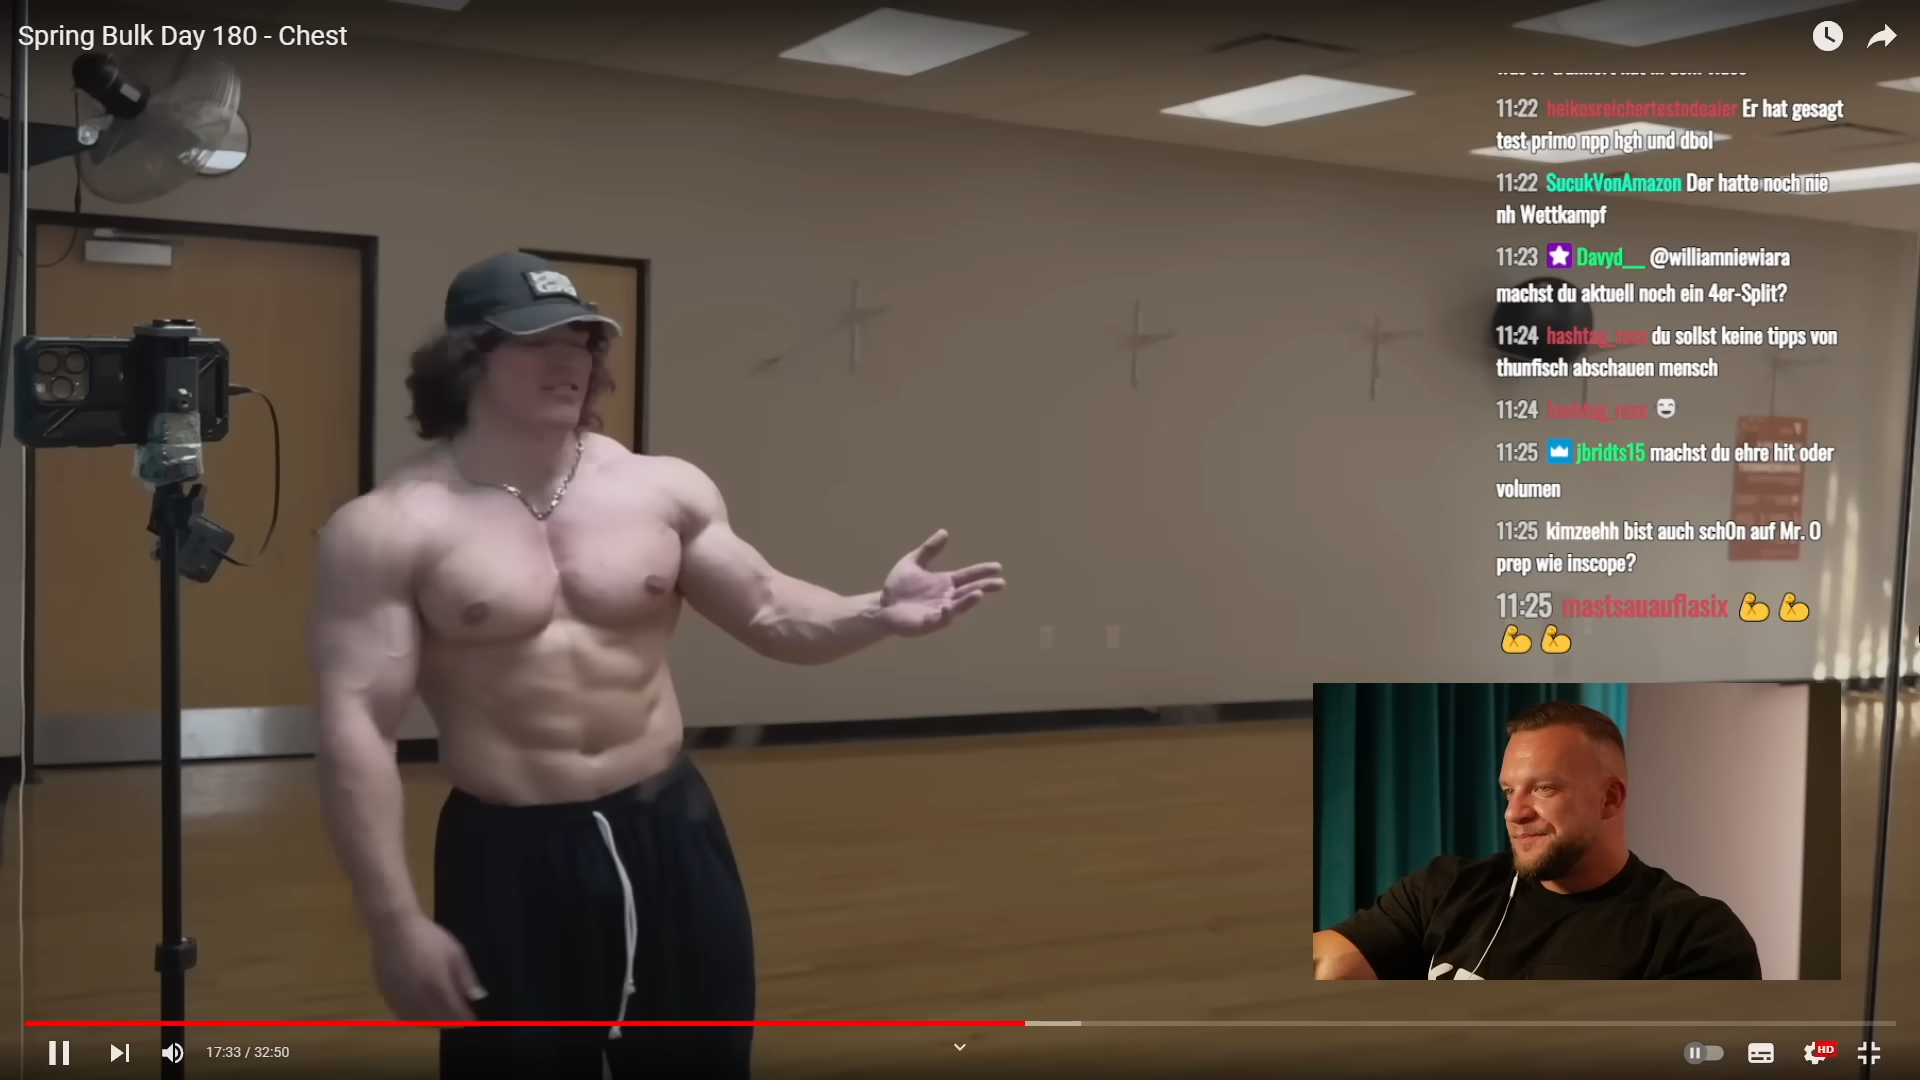 Spring Bulk Day 180 - Chest
11:22 heikosreichertestodealer Er hat gesagt
test primo npp hgh und dbol
11:22 SucukVonAmazon Der hatte noch nie
nh Wettkampf
11:23 Davyd__ @williamniewiara
machst du aktuell noch ein 4er-Split?
11:24 du sollst keine tipps von
thunfisch abschauen mensch
11:24
11:25 jbridts15 machst du ehre hit oder
volumen
11:25 kimzeehh bist auch sch0n auf Mr. O
prep wie inscope?
11:25 mastsauauflasix 💪 💪
💪 💪
17:33 / 32:50
HD